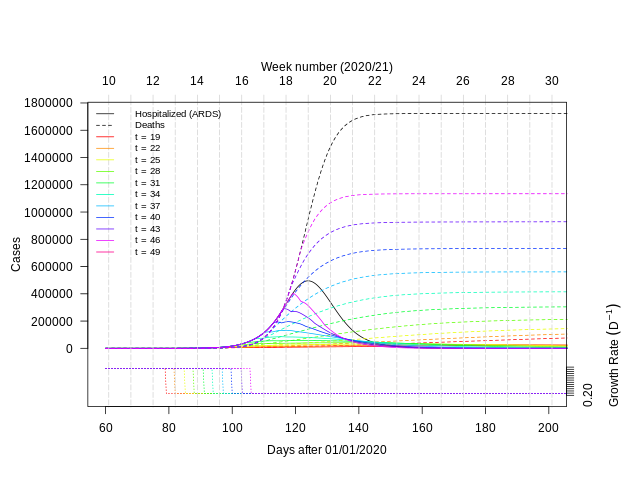 Week number (2020/21)
10 12 14 16 18 20 22 24 26 28 30
1800000
1600000
1400000
1200000
1000000
800000
600000
400000
200000
0
Cases
Hospitalized (ARDS)
Deaths
t = 19
t = 22
t = 25
t = 28
t = 31
t = 34
t = 37
t = 40
t = 43
t = 46
t = 49
0.20
Growth Rate (D⁻¹)
60 80 100 120 140 160 180 200
Days after 01/01/2020